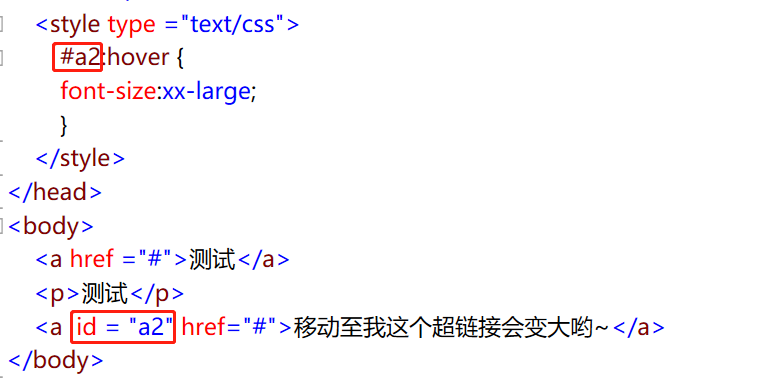 <style type ="text/css">
#a2:hover {
font-size:xx-large;
}
</style>
</head>
<body>
<a href ="#">测试</a>
<p>测试</p>
<a id = "a2" href="#">移动至我这个超链接会变大哟~</a>
</body>